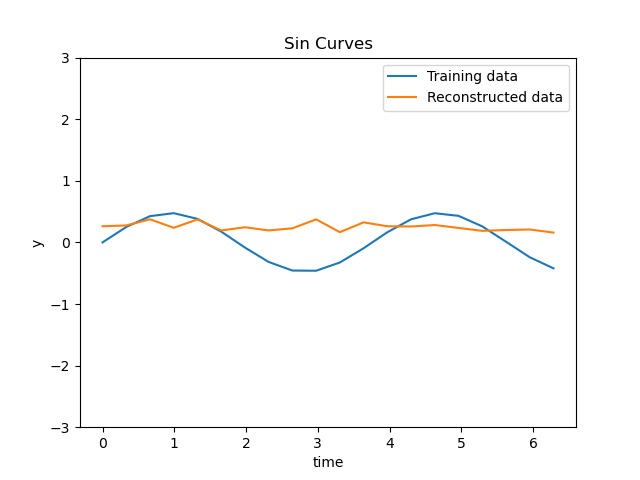 Sin Curves
Training data
Reconstructed data
3
2
1
0
−1
−2
−3
y
0 1 2 3 4 5 6
time